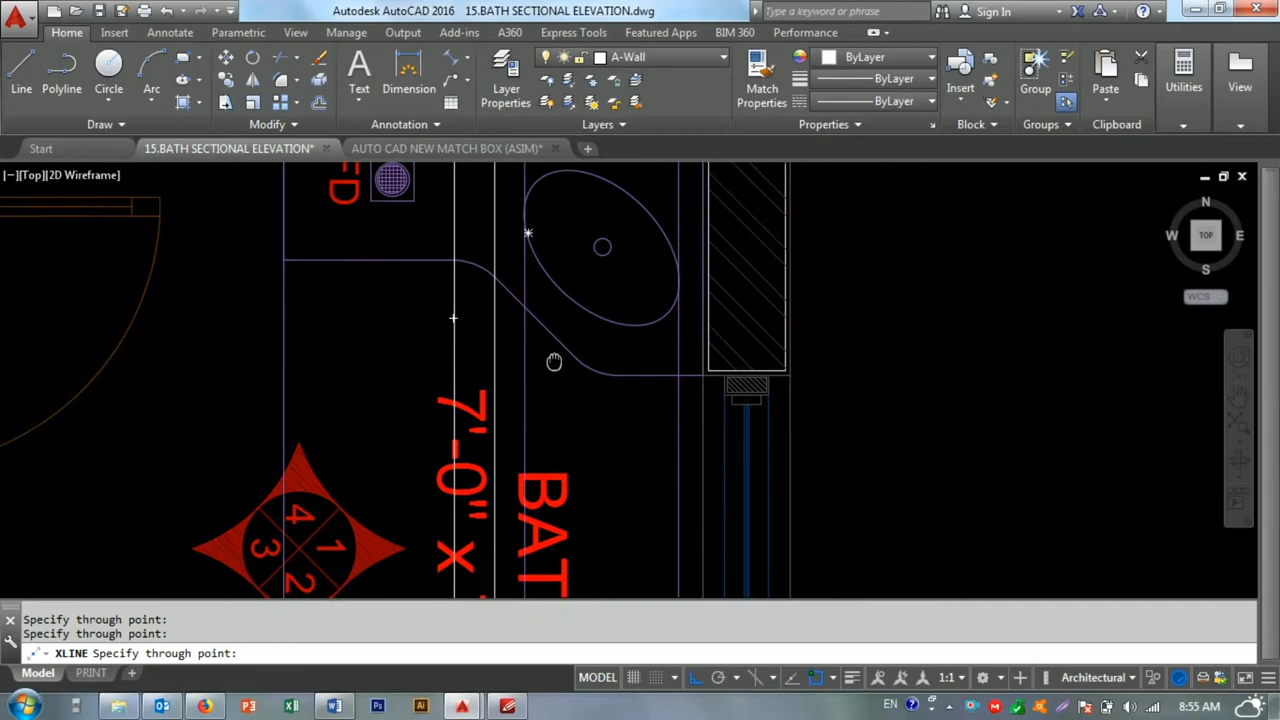 Autodesk AutoCAD 2016 15.BATH SECTIONAL ELEVATION.dwg
Type a keyword or phrase
Sign In
Home Insert Annotate Parametric View Manage Output Add-ins A360 Express Tools Featured Apps BIM 360 Performance
A-Wall
ByLayer
ByLayer
ByLayer
Line Polyline Circle Arc Text Dimension Layer Properties Match Properties Insert Group Paste Utilities View
Draw Modify Annotation Layers Properties Block Groups Clipboard
Start 15.BATH SECTIONAL ELEVATION* AUTO CAD NEW MATCH BOX (ASIM)*
[−][Top][2D Wireframe]
N
W TOP E
S
WCS
FD
7'-0" x
BAT
4
3 1
2
Specify through point:
Specify through point:
XLINE Specify through point:
Model PRINT
MODEL 1:1 Architectural
EN 8:55 AM